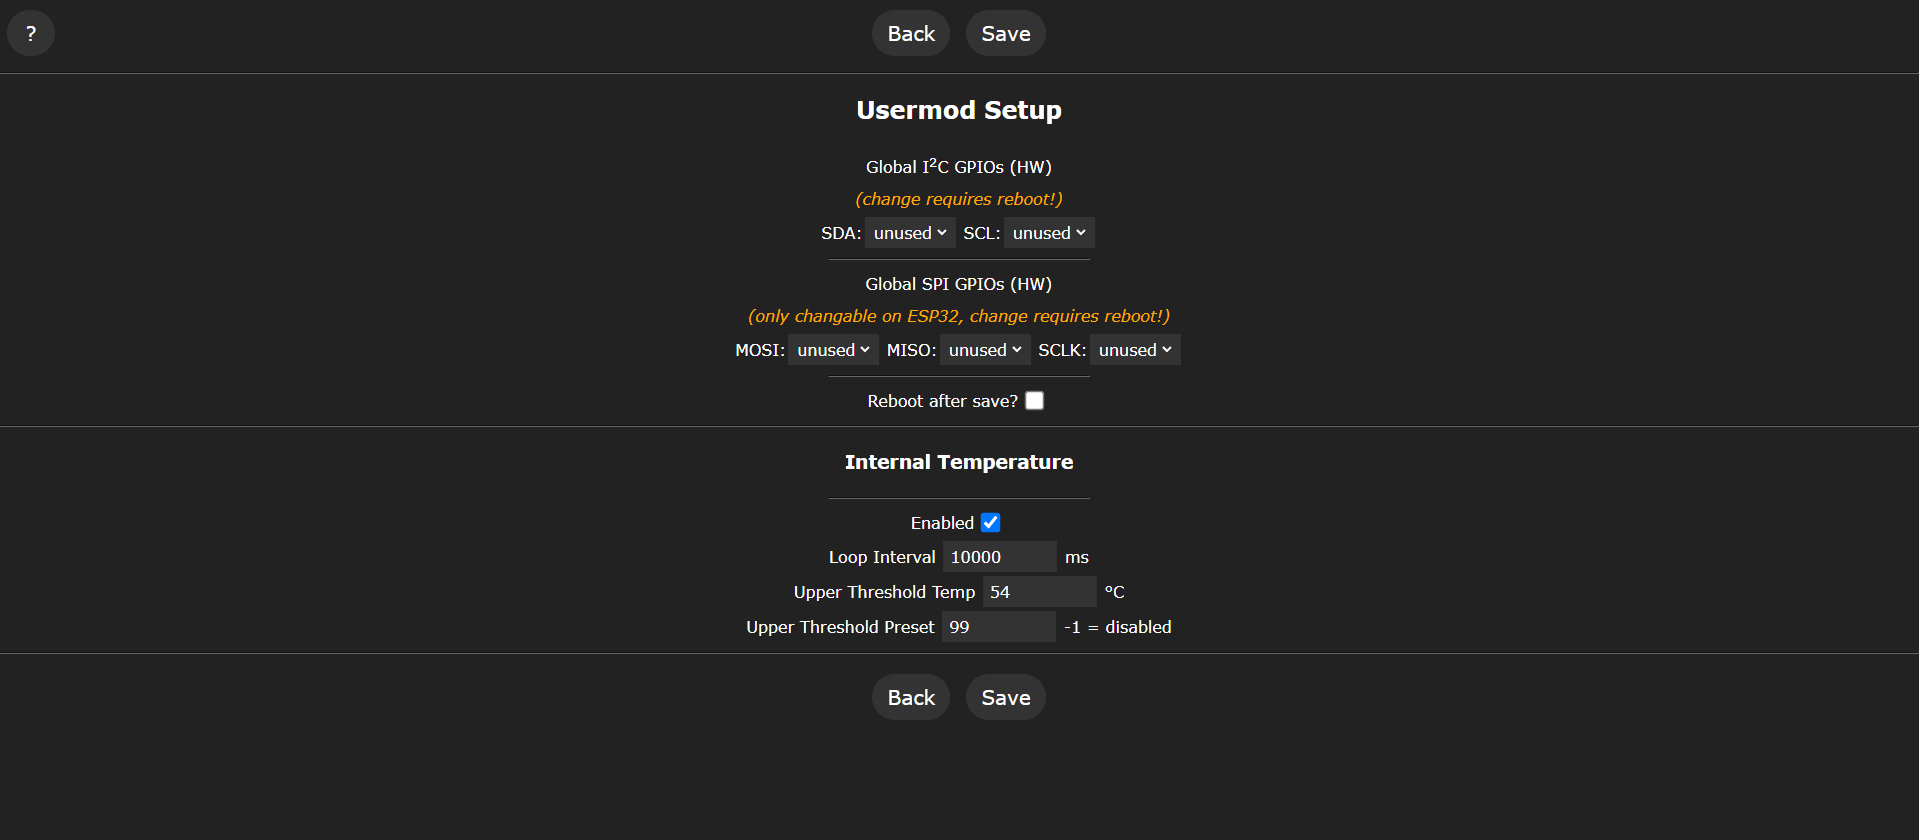 ?
Back Save
Usermod Setup
Global I²C GPIOs (HW)
(change requires reboot!)
SDA: unused SCL: unused
Global SPI GPIOs (HW)
(only changable on ESP32, change requires reboot!)
MOSI: unused MISO: unused SCLK: unused
Reboot after save?
Internal Temperature
Enabled
Loop Interval 10000 ms
Upper Threshold Temp 54 °C
Upper Threshold Preset 99 -1 = disabled
Back Save